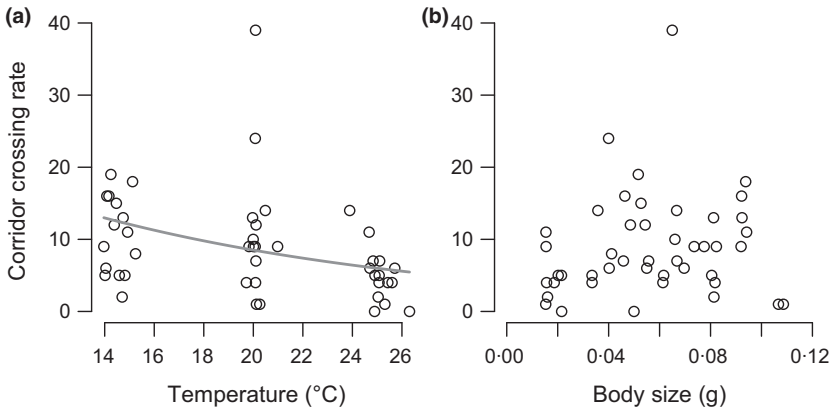 (a)
Corridor crossing rate
40
30
20
10
0
14 16 18 20 22 24 26
Temperature (°C)
(b)
40
30
20
10
0
0·00 0·04 0·08 0·12
Body size (g)